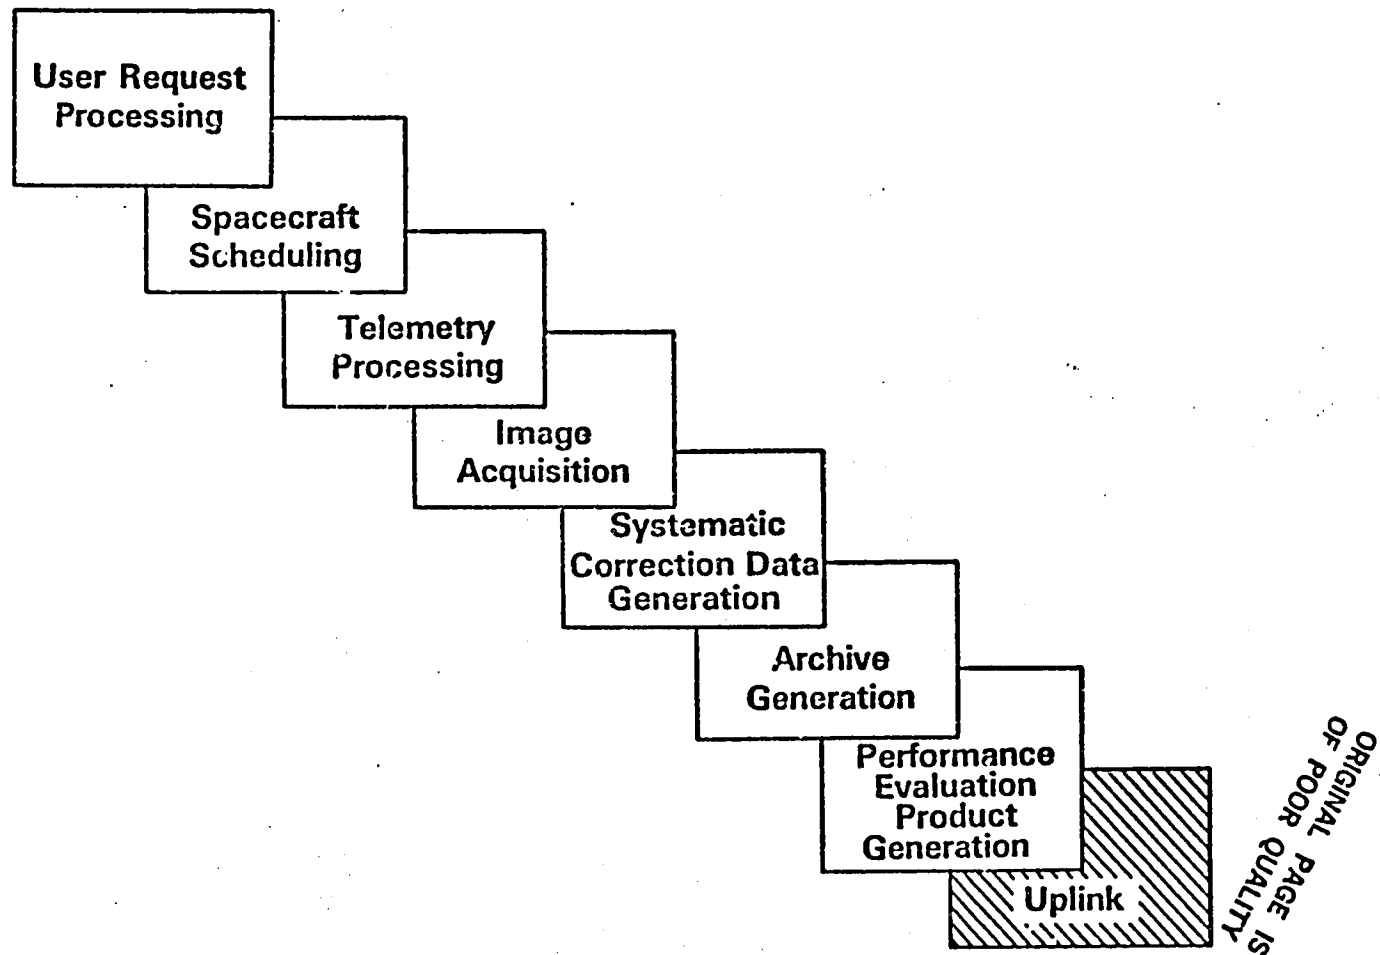 User Request
Processing
Spacecraft
Scheduling
Telemetry
Processing
Image
Acquisition
Systematic
Correction Data
Generation
Archive
Generation
Performance
Evaluation
Product
Generation
Uplink
ORIGINAL PAGE IS
OF POOR QUALITY